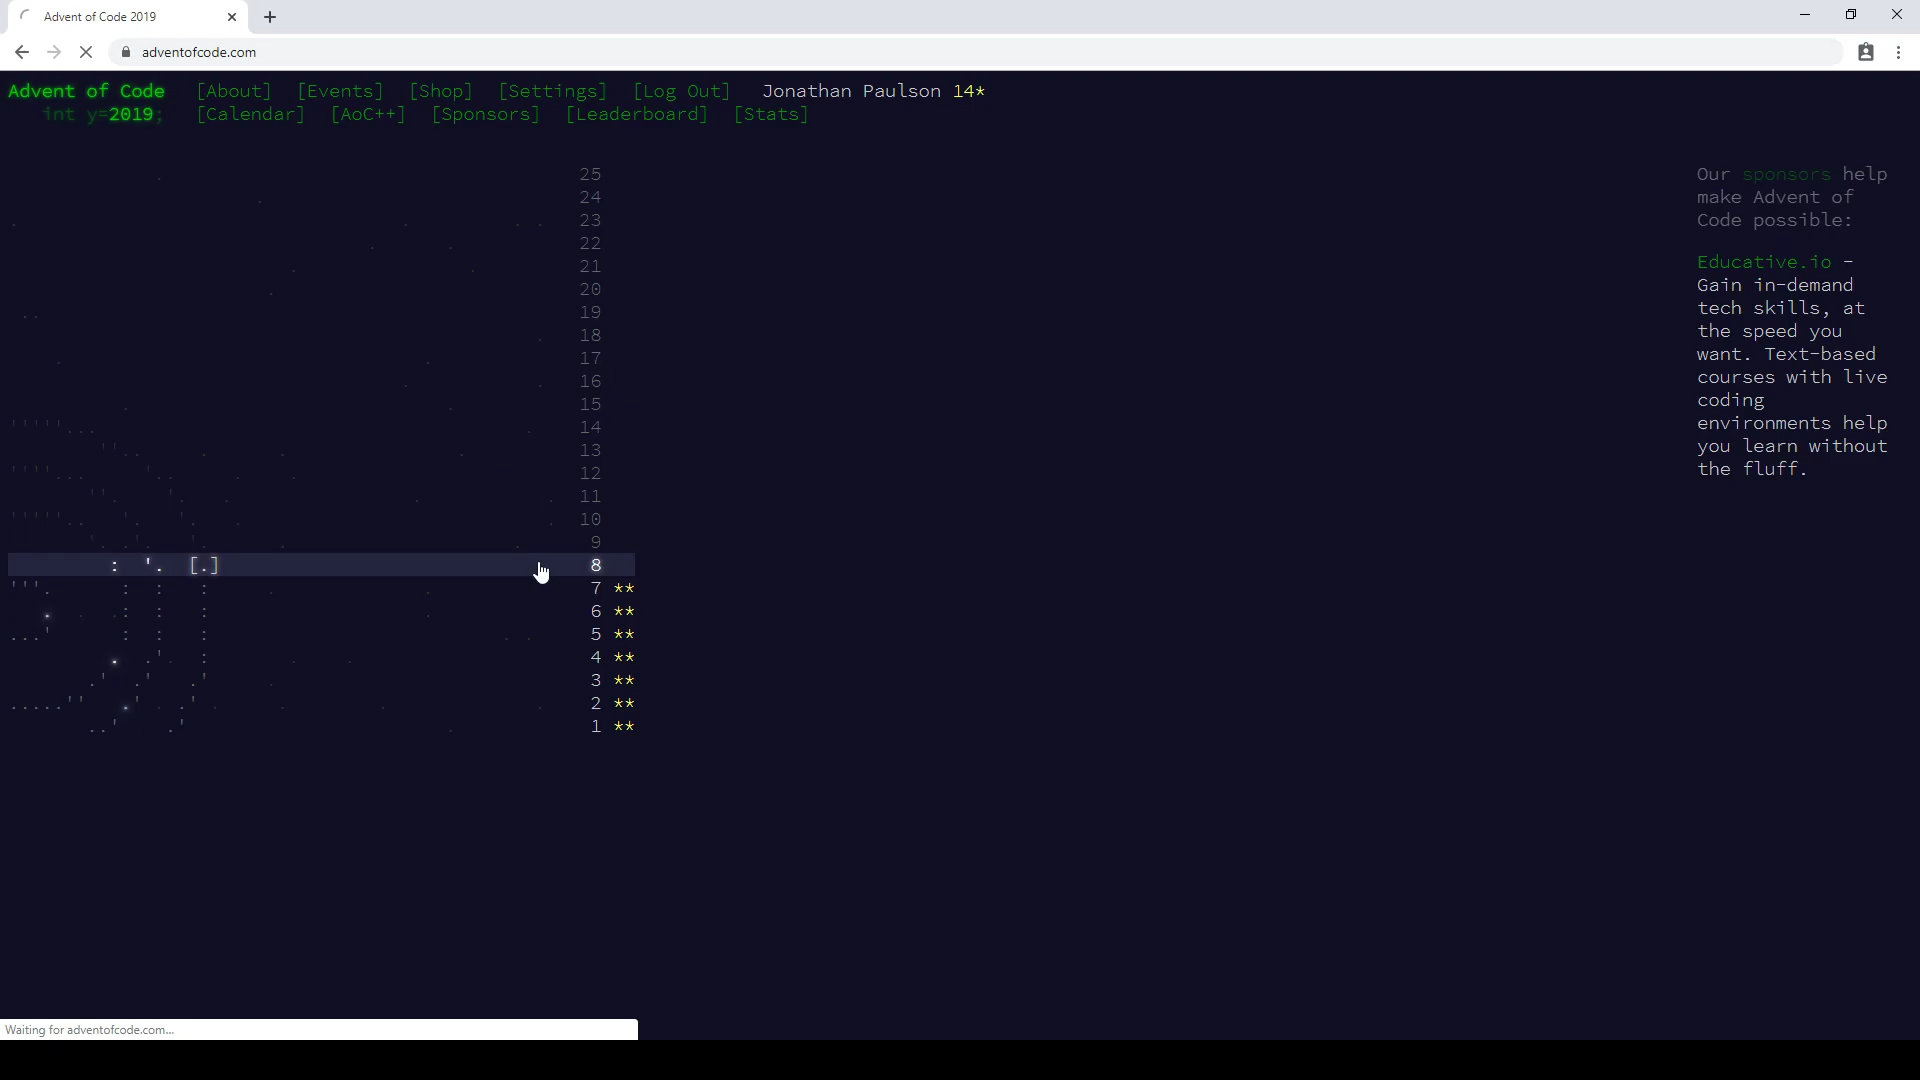 Advent of Code 2019
adventofcode.com
Advent of Code [About] [Events] [Shop] [Settings] [Log Out] Jonathan Paulson 14*
int y=2019; [Calendar] [AoC++] [Sponsors] [Leaderboard] [Stats]
25
24
23
22
21
20
19
18
17
16
15
14
13
12
11
10
9
: '. [.] 8
7 **
6 **
5 **
4 **
3 **
2 **
1 **
Our sponsors help
make Advent of
Code possible:
Educative.io -
Gain in-demand
tech skills, at
the speed you
want. Text-based
courses with live
coding
environments help
you learn without
the fluff.
Waiting for adventofcode.com...